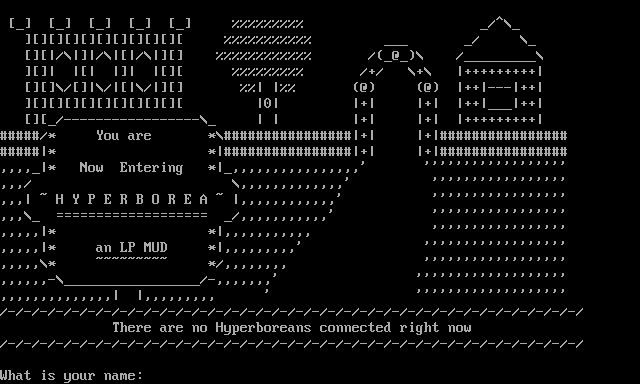 You are
Now Entering
~ H Y P E R B O R E A ~
an LP MUD
There are no Hyperboreans connected right now
What is your name: